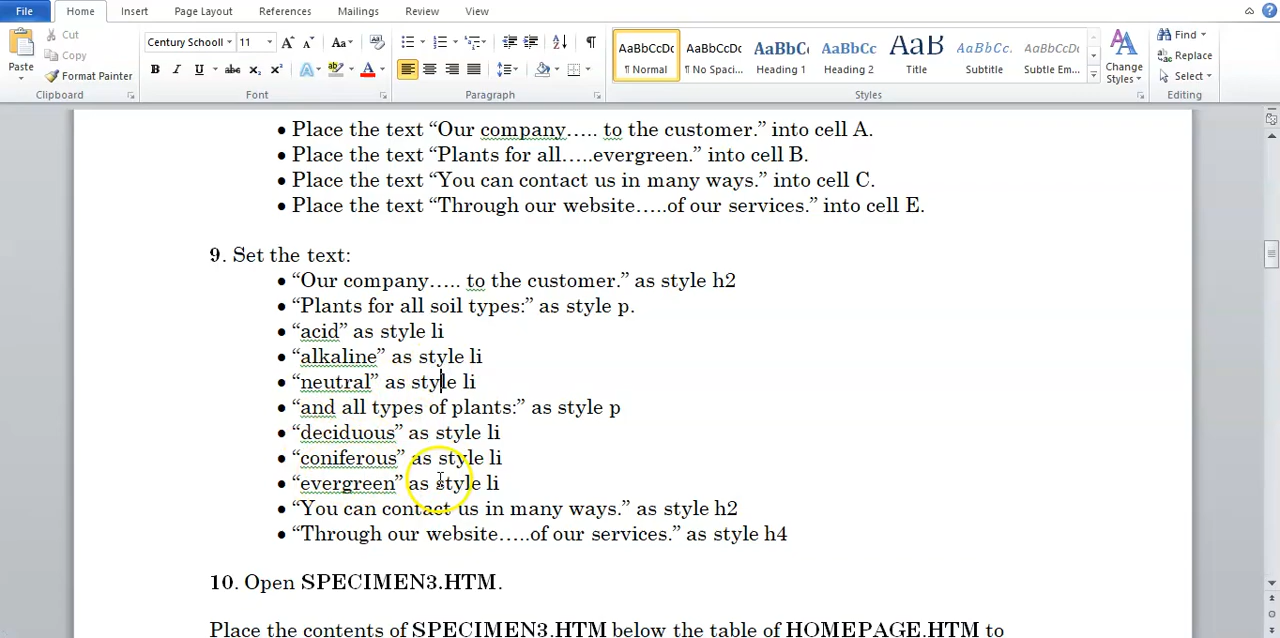 File Home Insert Page Layout References Mailings Review View
Cut
Copy
Paste
Format Painter
Clipboard
Century Schooll 11
Font
Paragraph
AaBbCcDc AaBbCcDc AaBbC AaBbCc AaB AaBbCc. AaBbCcDc
¶ Normal ¶ No Spaci... Heading 1 Heading 2 Title Subtitle Subtle Em...
Change Styles
Styles
Find
Replace
Select
Editing
• Place the text “Our company….. to the customer.” into cell A.
• Place the text “Plants for all…..evergreen.” into cell B.
• Place the text “You can contact us in many ways.” into cell C.
• Place the text “Through our website…..of our services.” into cell E.
9. Set the text:
• “Our company….. to the customer.” as style h2
• “Plants for all soil types:” as style p.
• “acid” as style li
• “alkaline” as style li
• “neutral” as style li
• “and all types of plants:” as style p
• “deciduous” as style li
• “coniferous” as style li
• “evergreen” as style li
• “You can contact us in many ways.” as style h2
• “Through our website…..of our services.” as style h4
10. Open SPECIMEN3.HTM.
Place the contents of SPECIMEN3.HTM below the table of HOMEPAGE.HTM to